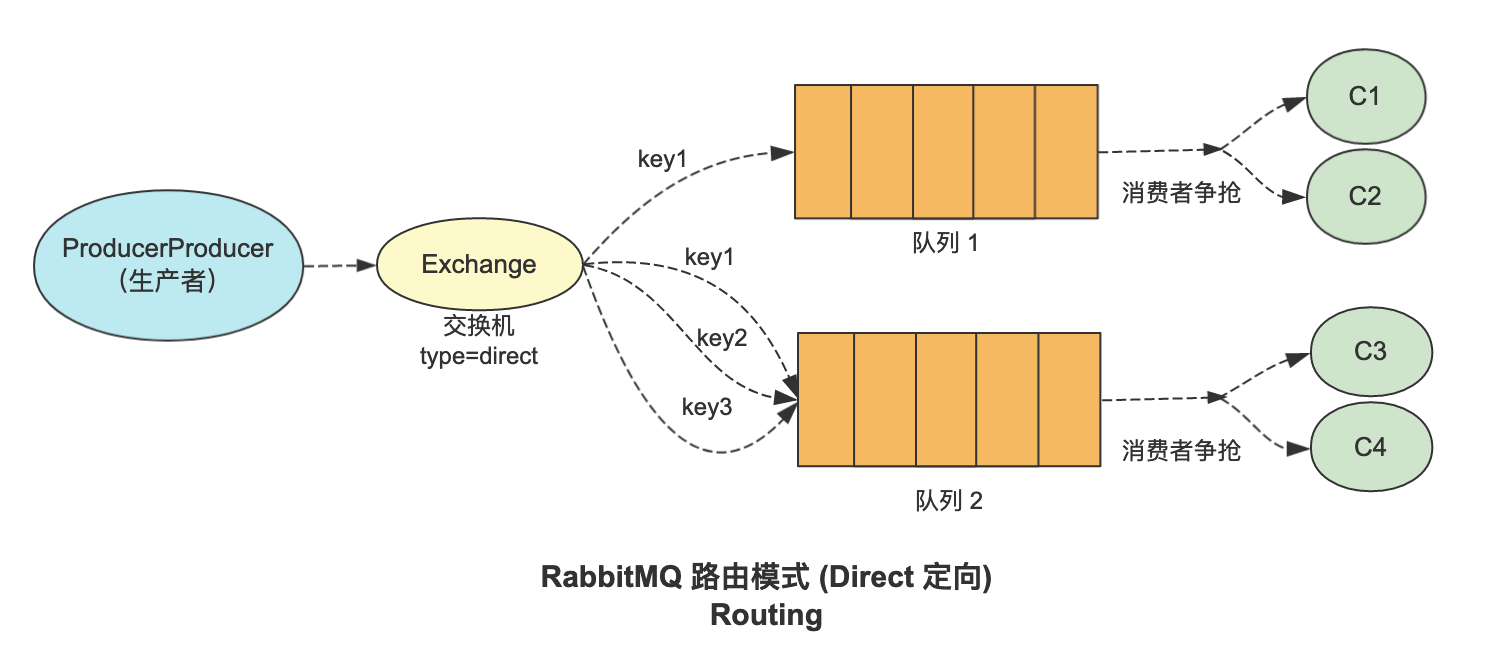 ProducerProducer
（生产者）
Exchange
交换机
type=direct
key1
key1
key2
key3
队列 1
消费者争抢
C1
C2
队列 2
消费者争抢
C3
C4
RabbitMQ 路由模式 (Direct 定向)
Routing